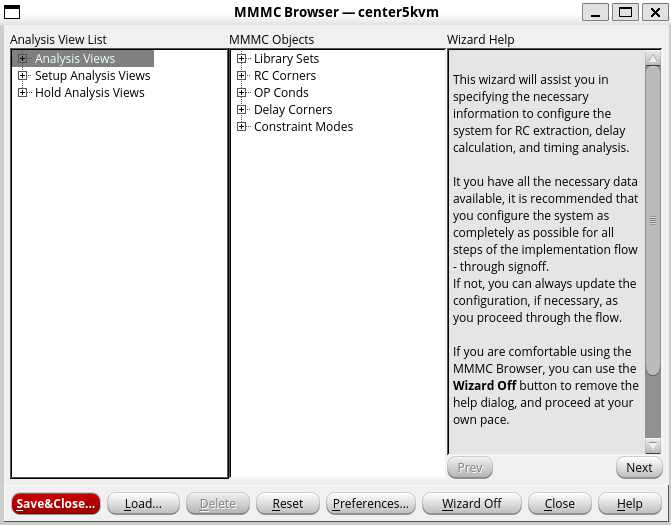 MMMC Browser — center5kvm
Analysis View List
Analysis Views
Setup Analysis Views
Hold Analysis Views
MMMC Objects
Library Sets
RC Corners
OP Conds
Delay Corners
Constraint Modes
Wizard Help
This wizard will assist you in
specifying the necessary
information to configure the
system for RC extraction, delay
calculation, and timing analysis.
It you have all the necessary data
available, it is recommended that
you configure the system as
completely as possible for all
steps of the implementation flow
- through signoff.
If not, you can always update the
configuration, if necessary, as
you proceed through the flow.
If you are comfortable using the
MMMC Browser, you can use the
Wizard Off button to remove the
help dialog, and proceed at your
own pace.
Prev
Next
Save&Close...
Load...
Delete
Reset
Preferences...
Wizard Off
Close
Help